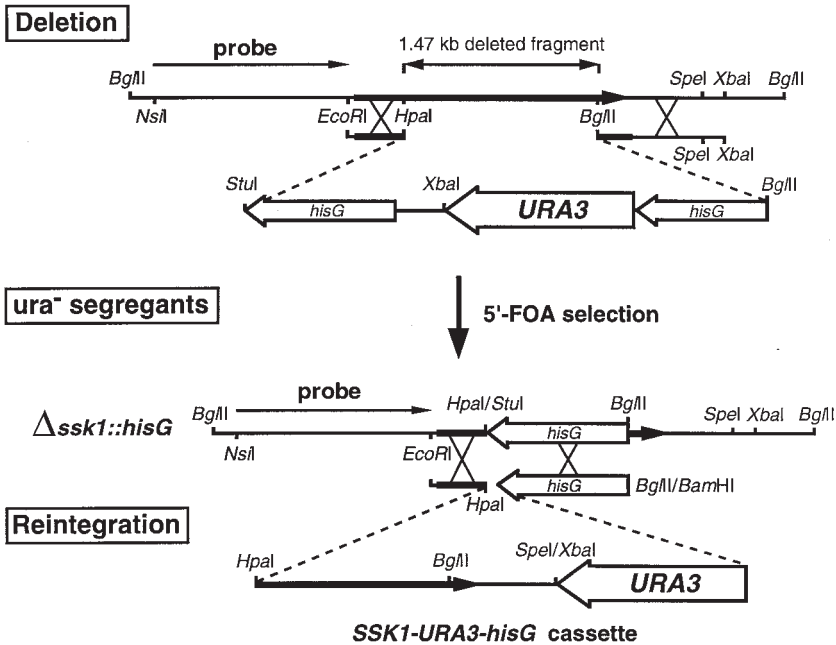 Deletion
probe
1.47 kb deleted fragment
BglII
SpeI XbaI
BglII
NsiI
EcoRI
HpaI
BglII
SpeI XbaI
StuI
XbaI
BglII
hisG
URA3
hisG
ura- segregants
5'-FOA selection
probe
HpaI/StuI
BglII
BglII
SpeI XbaI
BglII
Δssk1::hisG
hisG
NsiI
EcoRI
hisG
BglII/BamHI
HpaI
Reintegration
HpaI
BglII
SpeI/XbaI
URA3
SSK1-URA3-hisG cassette